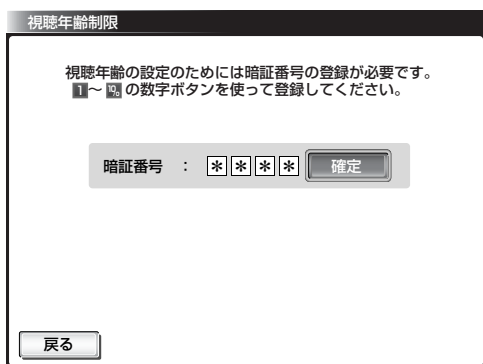 視聴年齢制限
視聴年齢の設定のためには暗証番号の登録が必要です。
1～10の数字ボタンを使って登録してください。
暗証番号 : ＊＊＊＊ 確定
戻る